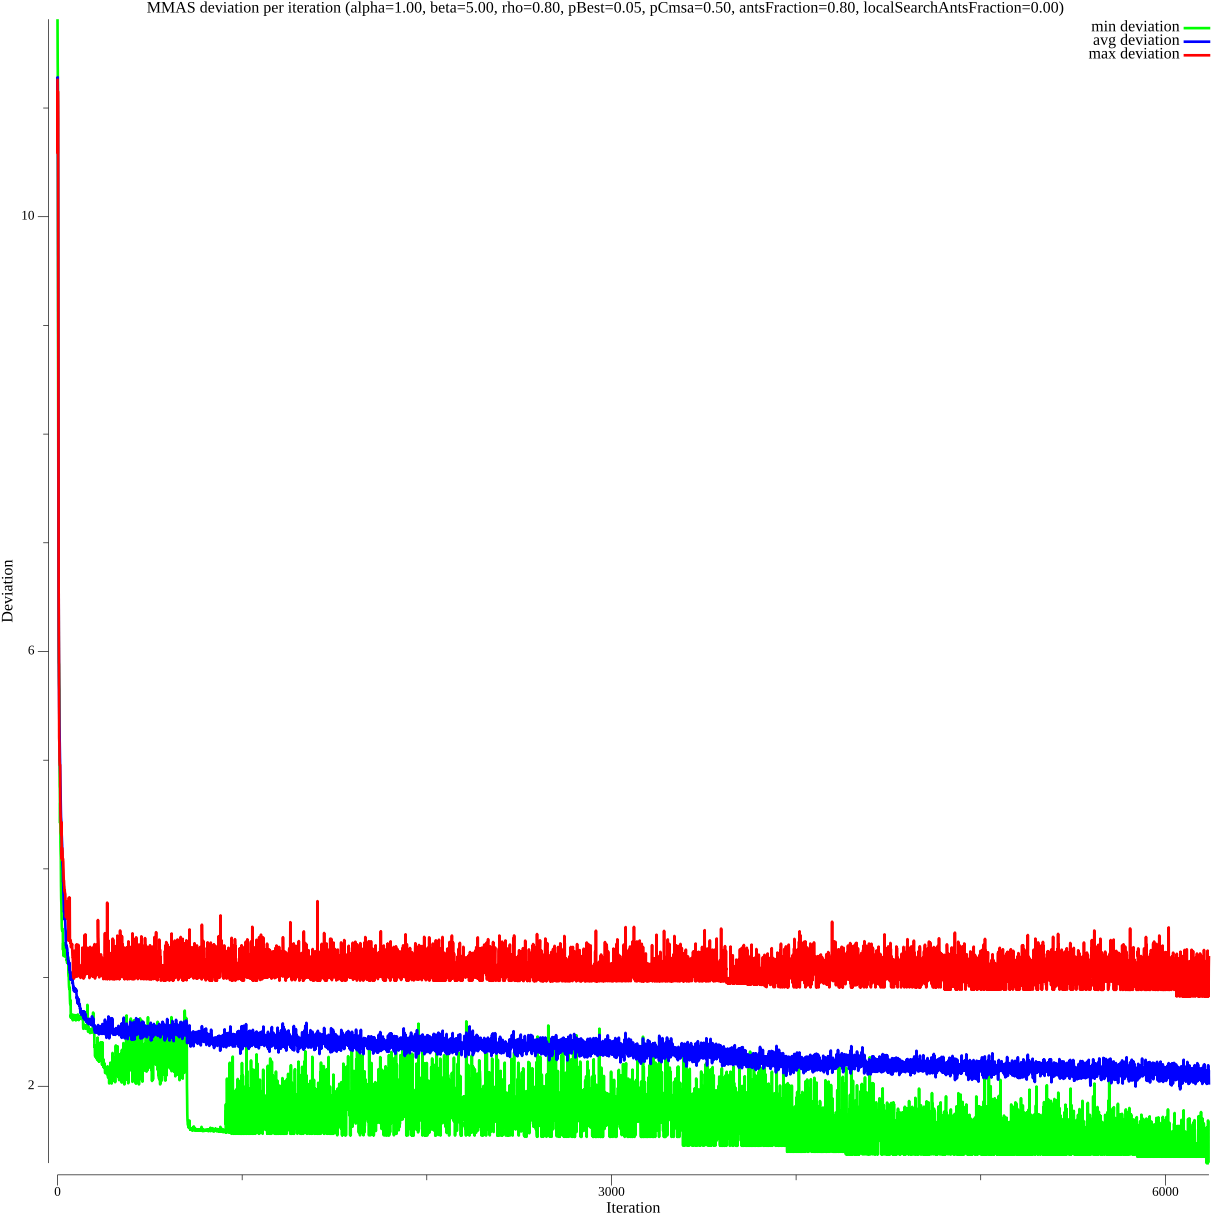 MMAS deviation per iteration (alpha=1.00, beta=5.00, rho=0.80, pBest=0.05, pCmsa=0.50, antsFraction=0.80, localSearchAntsFraction=0.00)
min deviation
avg deviation
max deviation
10
6
2
Deviation
0 3000 6000
Iteration